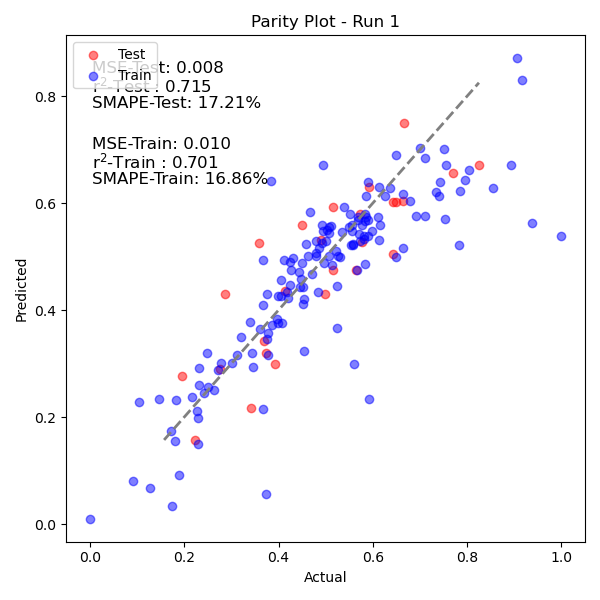 Parity Plot - Run 1
Test
Train
MSE-Test: 0.008
r²-Test : 0.715
SMAPE-Test: 17.21%
MSE-Train: 0.010
r²-Train : 0.701
SMAPE-Train: 16.86%
Predicted
0.8
0.6
0.4
0.2
0.0
0.0 0.2 0.4 0.6 0.8 1.0
Actual